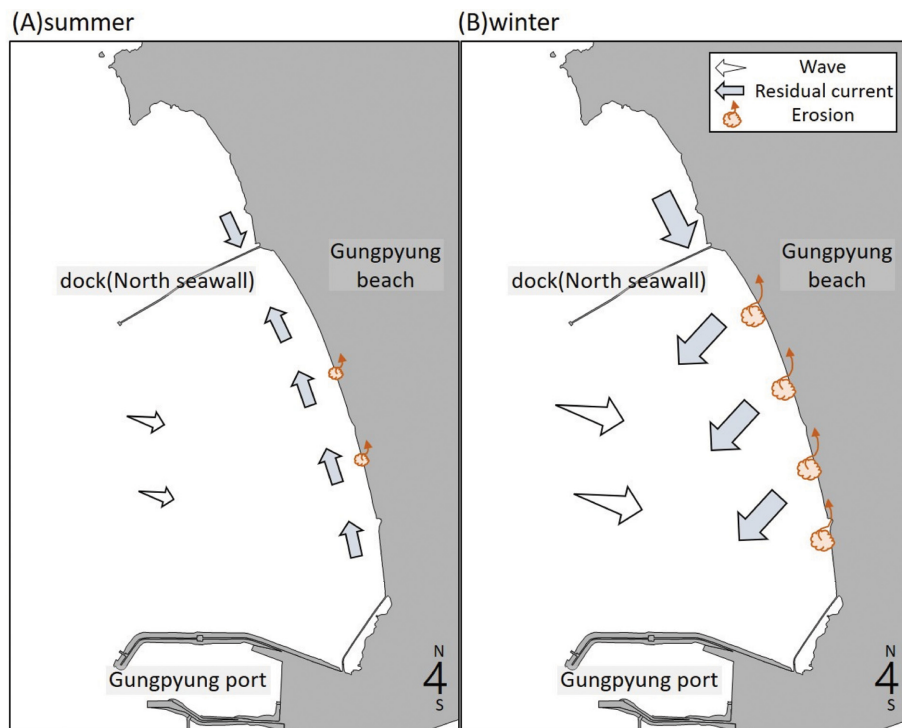 (A)summer
(B)winter
Wave
Residual current
Erosion
dock(North seawall)
Gungpyung
beach
dock(North seawall)
Gungpyung
beach
Gungpyung port
N
S
Gungpyung port
N
S